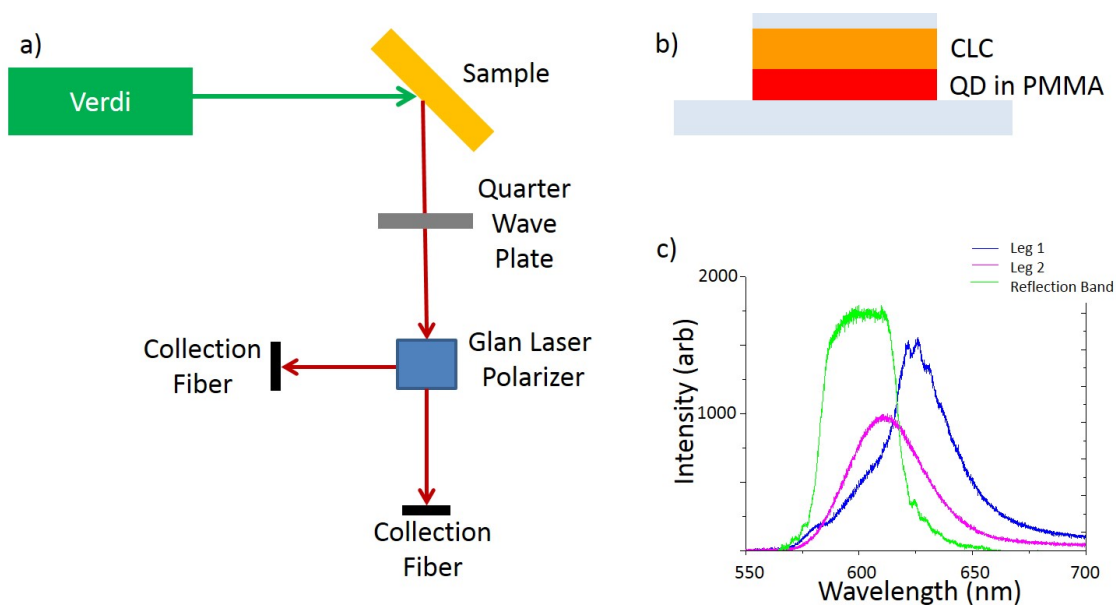 a)
Verdi
Sample
Quarter
Wave
Plate
Collection
Fiber
Glan Laser
Polarizer
Collection
Fiber
b)
CLC
QD in PMMA
c)
Leg 1
Leg 2
Reflection Band
2000
1000
Intensity (arb)
550
600
650
700
Wavelength (nm)